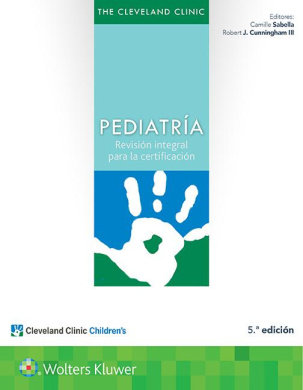 THE CLEVELAND CLINIC
Editores:
Camille Sabella
Robert J. Cunningham III
PEDIATRÍA
Revisión integral
para la certificación
Cleveland Clinic Children's
5.ª edición
Wolters Kluwer